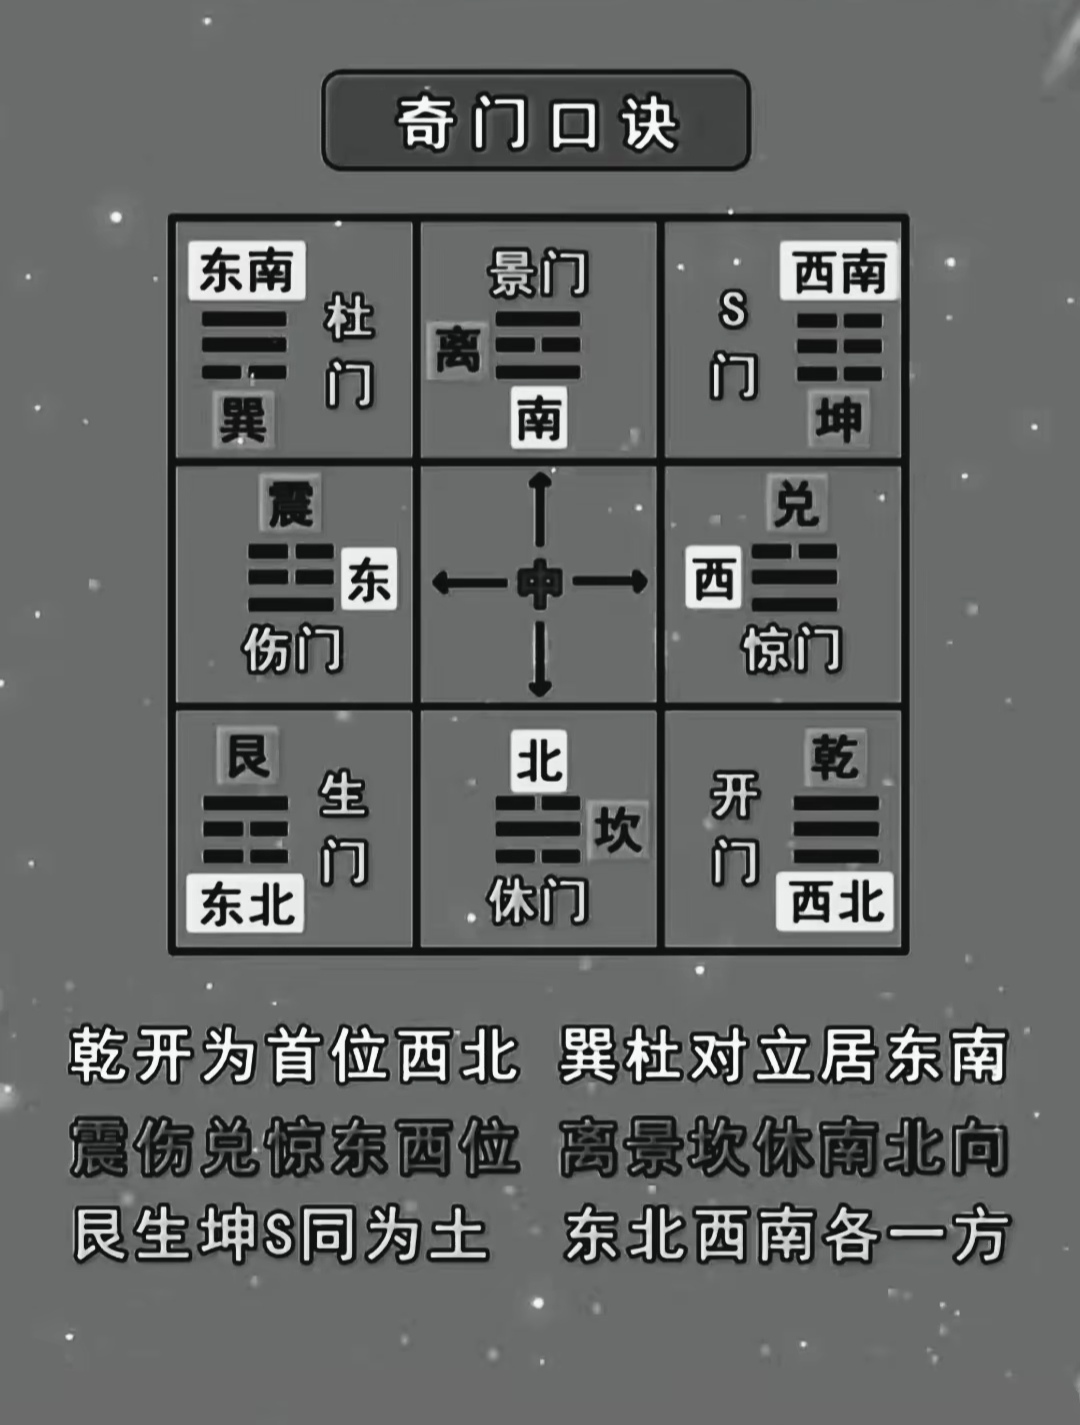 奇门口诀
东南
杜门
巽
景门
离
南
西南
S门
坤
震
东
伤门
中
兑
西
惊门
艮
生门
东北
北
坎
休门
乾
开门
西北
乾开为首位西北 巽杜对立居东南
震伤兑惊东西位 离景坎休南北向
艮生坤S同为土 东北西南各一方